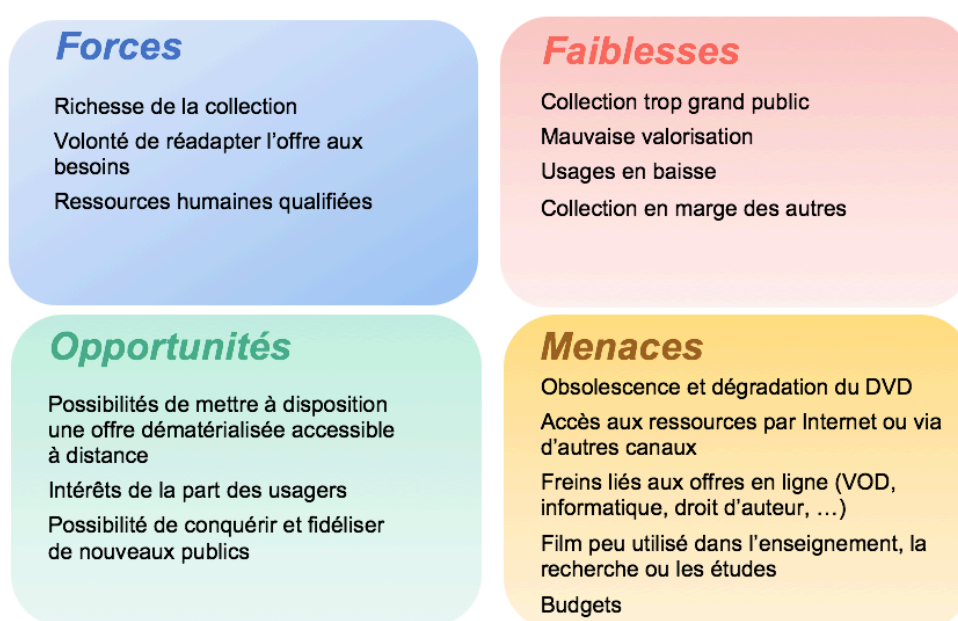 Forces
Richesse de la collection
Volonté de réadapter l'offre aux
besoins
Ressources humaines qualifiées
Faiblesses
Collection trop grand public
Mauvaise valorisation
Usages en baisse
Collection en marge des autres
Opportunités
Possibilités de mettre à disposition
une offre dématérialisée accessible
à distance
Intérêts de la part des usagers
Possibilité de conquérir et fidéliser
de nouveaux publics
Menaces
Obsolescence et dégradation du DVD
Accès aux ressources par Internet ou via
d'autres canaux
Freins liés aux offres en ligne (VOD,
informatique, droit d'auteur, …)
Film peu utilisé dans l'enseignement, la
recherche ou les études
Budgets